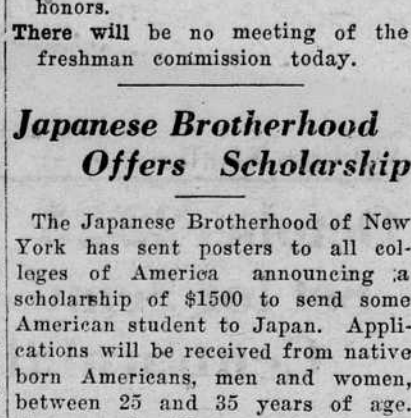 honors.
There will be no meeting of the
freshman commission today.
Japanese Brotherhood
Offers Scholarship
The Japanese Brotherhood of New
York has sent posters to all col-
leges of America announcing a
scholarship of $1500 to send some
American student to Japan. Appli-
cations will be received from native
born Americans, men and women,
between 25 and 35 years of age.